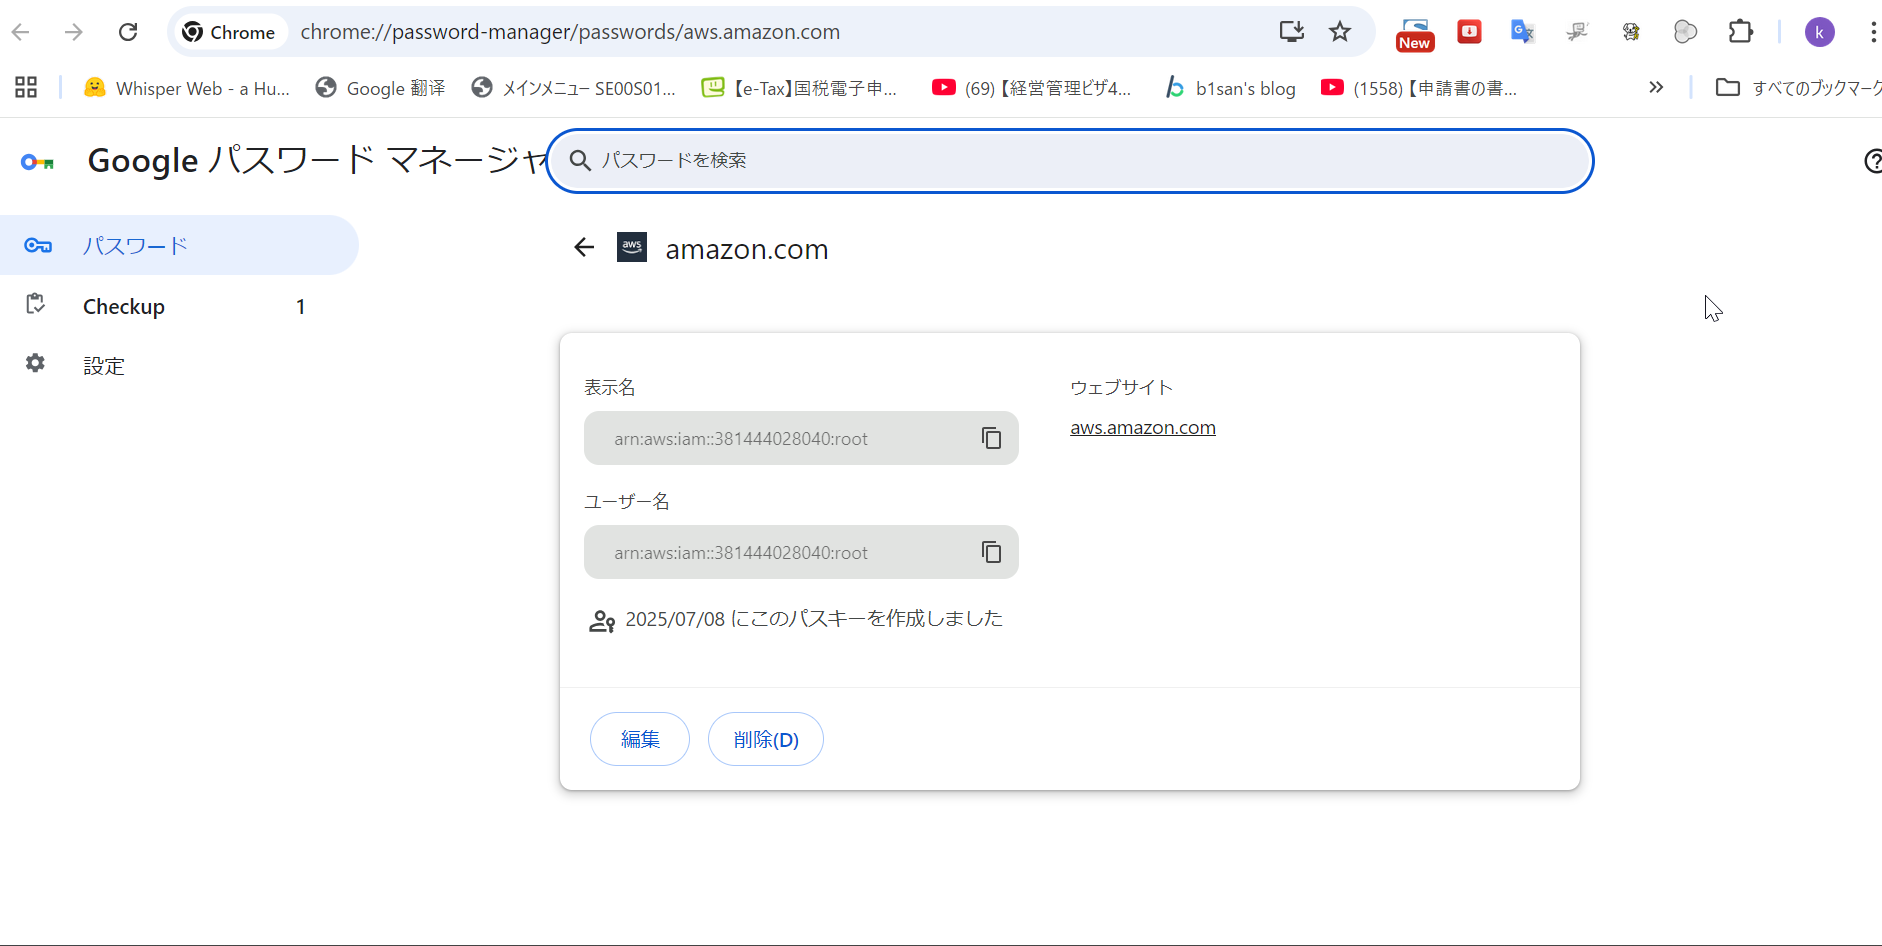 Chrome
chrome://password-manager/passwords/aws.amazon.com
New
k
Whisper Web - a Hu...
Google 翻译
メインメニュー SE00S01...
【e-Tax】国税電子申...
(69) 【経営管理ビザ4...
b1san's blog
(1558) 【申請書の書...
»
すべてのブックマーク
Google パスワード マネージャ
パスワードを検索
パスワード
Checkup
1
設定
aws
amazon.com
表示名
arn:aws:iam::381444028040:root
ウェブサイト
aws.amazon.com
ユーザー名
arn:aws:iam::381444028040:root
2025/07/08 にこのパスキーを作成しました
編集
削除(D)